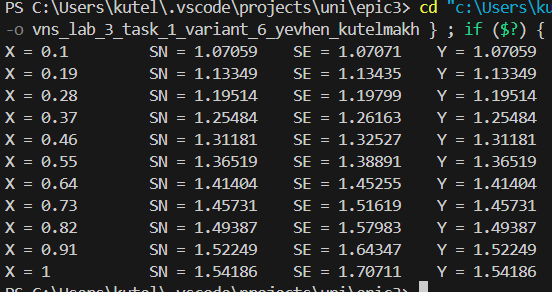 PS C:\Users\kutel\.vscode\projects\uni\epic3> cd "c:\Users\ku
-o vns_lab_3_task_1_variant_6_yevhen_kutelmakh } ; if ($?) {
X = 0.1 SN = 1.07059 SE = 1.07071 Y = 1.07059
X = 0.19 SN = 1.13349 SE = 1.13435 Y = 1.13349
X = 0.28 SN = 1.19514 SE = 1.19799 Y = 1.19514
X = 0.37 SN = 1.25484 SE = 1.26163 Y = 1.25484
X = 0.46 SN = 1.31181 SE = 1.32527 Y = 1.31181
X = 0.55 SN = 1.36519 SE = 1.38891 Y = 1.36519
X = 0.64 SN = 1.41404 SE = 1.45255 Y = 1.41404
X = 0.73 SN = 1.45731 SE = 1.51619 Y = 1.45731
X = 0.82 SN = 1.49387 SE = 1.57983 Y = 1.49387
X = 0.91 SN = 1.52249 SE = 1.64347 Y = 1.52249
X = 1 SN = 1.54186 SE = 1.70711 Y = 1.54186
PS C:\Users\kutel\.vscode\projects\uni\epic3>